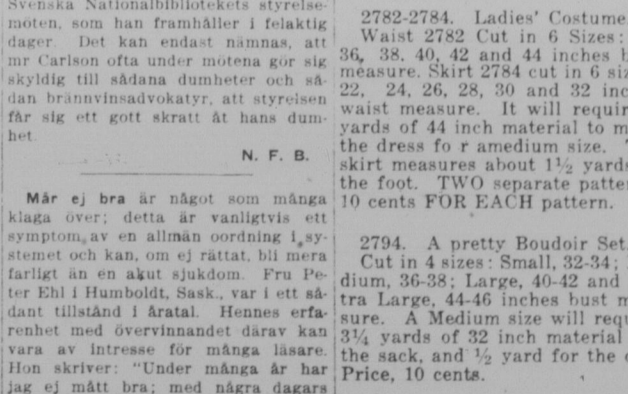 Svenska Nationalbibliotekets styrelse-
möten, som han framhåller i felaktig
dager. Det kan endast nämnas, att
mr Carlson ofta under mötena gör sig
skyldig till sådana dumheter och så-
dan brännvinsadvokatyr, att styrelsen
får sig ett gott skratt åt hans dum-
het.
N. F. B.
Mår ej bra är något som många
klaga över; detta är vanligtvis ett
symptom av en allmän oordning i sy-
stemet och kan, om ej rättat, bli mera
farligt än en akut sjukdom. Fru Pe-
ter Ehl i Humboldt, Sask., var i ett så-
dant tillstånd i åratal. Hennes erfa-
renhet med övervinnandet därav kan
vara av intresse för många läsare.
Hon skriver: "Under många år har
jag ej mått bra; med några dagars
2782-2784. Ladies' Costume
Waist 2782 Cut in 6 Sizes:
36, 38, 40, 42 and 44 inches
measure. Skirt 2784 cut in 6
22, 24, 26, 28, 30 and 32
waist measure. It will
yards of 44 inch material to
the dress fo r amedium size.
skirt measures about 1½
the foot. TWO separate
10 cents FOR EACH pattern.
2794. A pretty Boudoir Set
Cut in 4 sizes: Small, 32-34;
dium, 36-38; Large, 40-42 and
tra Large, 44-46 inches bust
sure. A Medium size will
3¼ yards of 32 inch material
the sack, and ½ yard for the
Price, 10 cents.